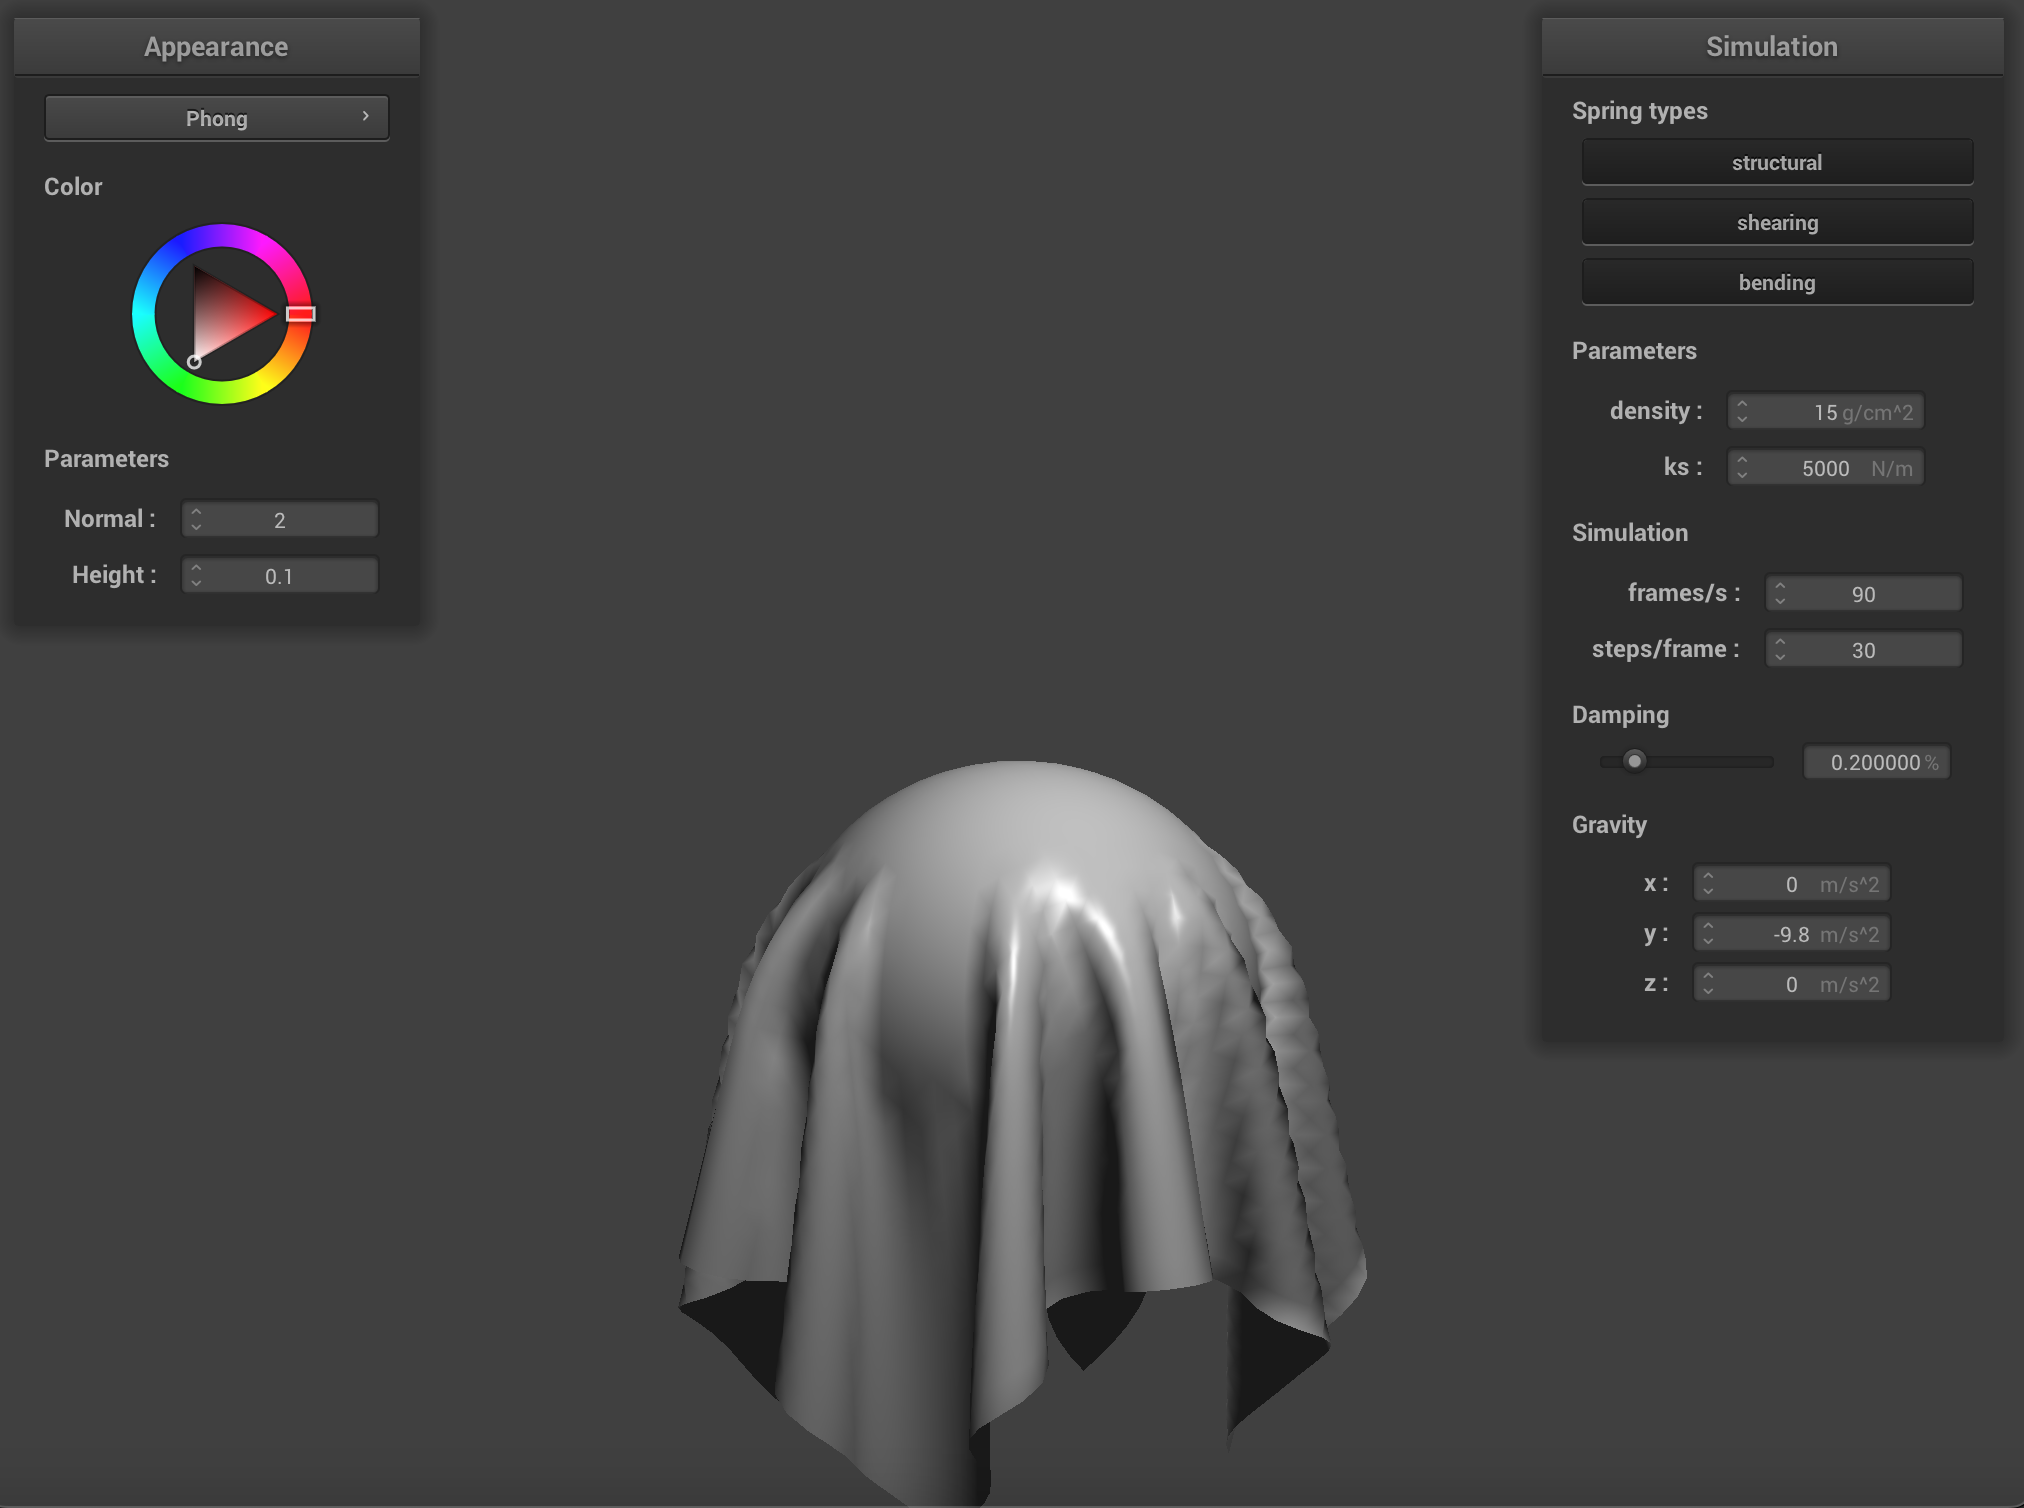 Appearance
Phong
Color
Parameters
Normal : 2
Height : 0.1
Simulation
Spring types
structural
shearing
bending
Parameters
density : 15 g/cm^2
ks : 5000 N/m
Simulation
frames/s : 90
steps/frame : 30
Damping
0.200000 %
Gravity
x : 0 m/s^2
y : -9.8 m/s^2
z : 0 m/s^2